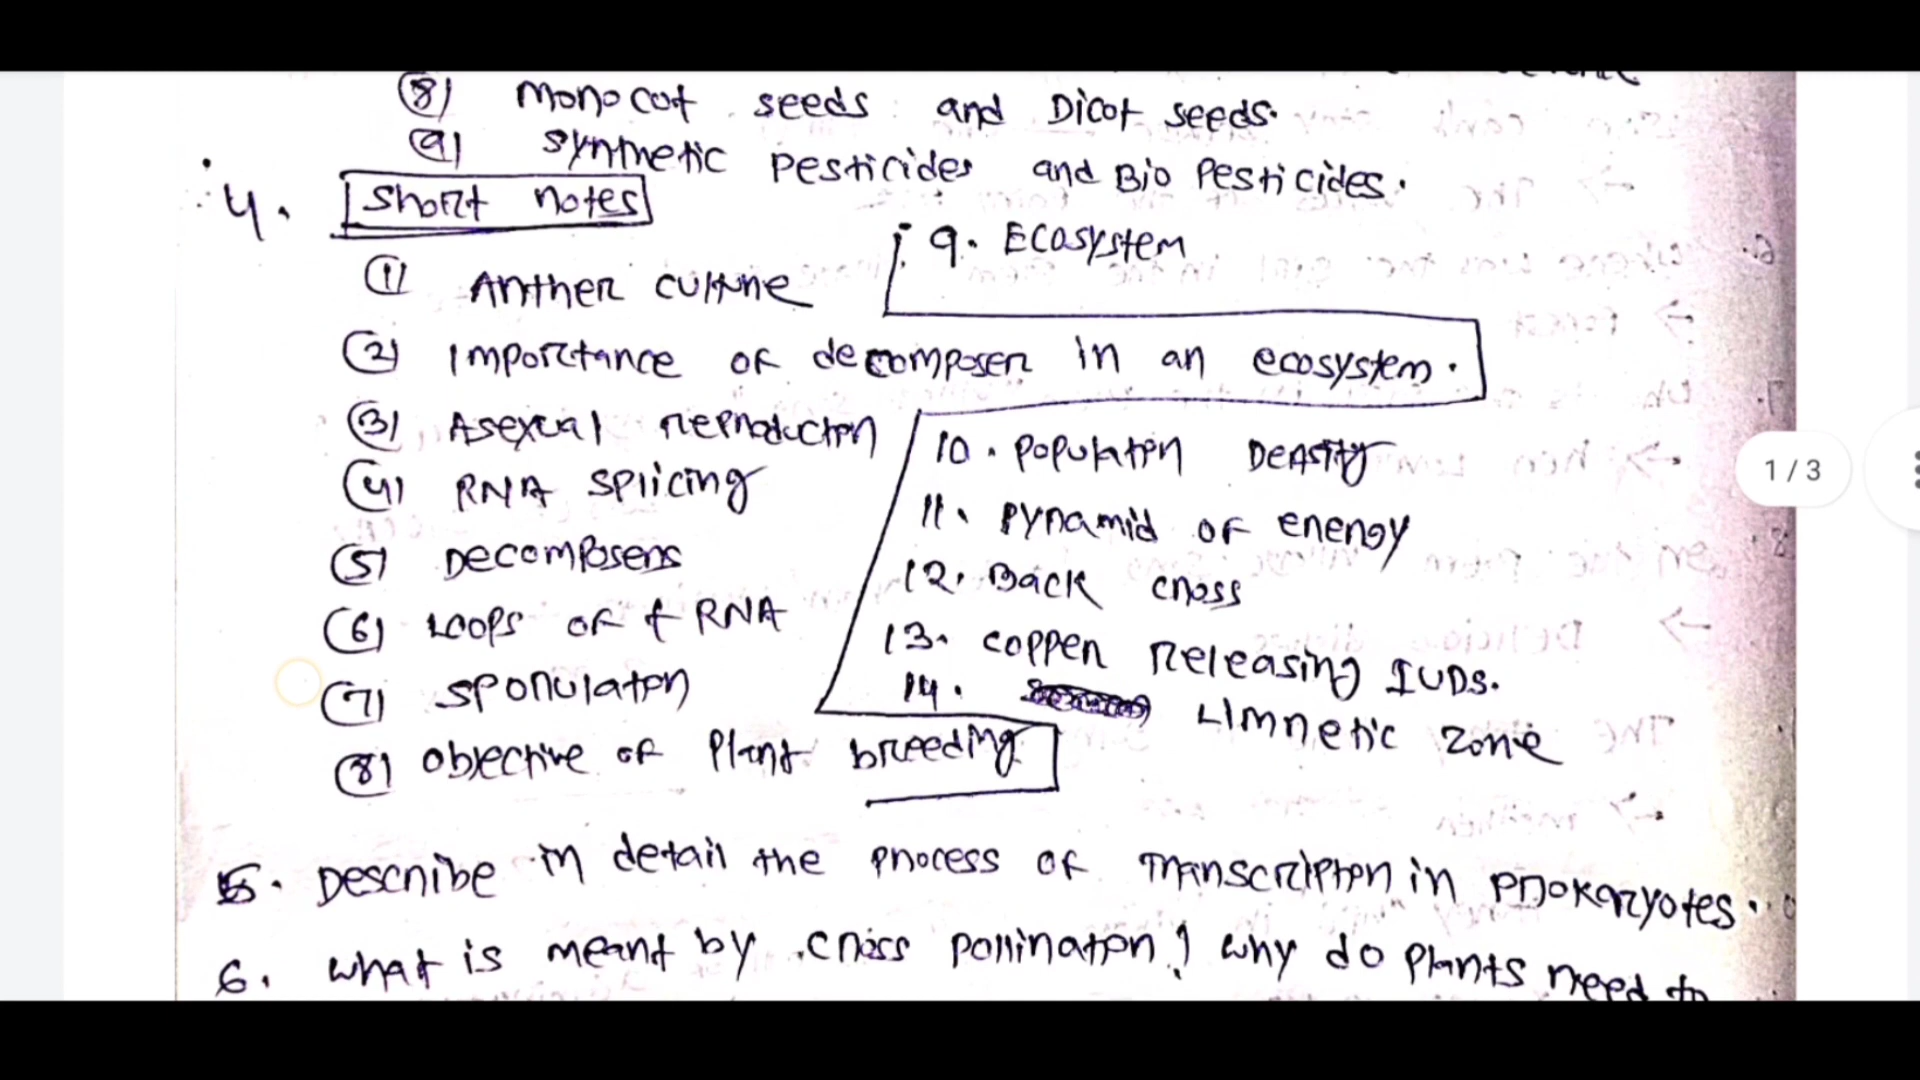 (8) Monocot seeds and Dicot seeds.
(9) Synthetic Pesticides and Bio Pesticides.
4. Short notes
(1) Anther culture
(2) Importance of decomposer in an ecosystem.
(3) Asexual reproduction
(4) RNA splicing
(5) Decomposers
(6) Loops of t RNA
(7) Sporulation
(8) Objective of Plant breeding
9. Ecosystem
10. Population Density
11. Pyramid of energy
12. Back cross
13. Copper Releasing IUDs.
14. Limnetic zone
5. Describe in detail the process of Transcription in Prokaryotes.
6. What is meant by cross pollination? Why do Plants need to
1 / 3